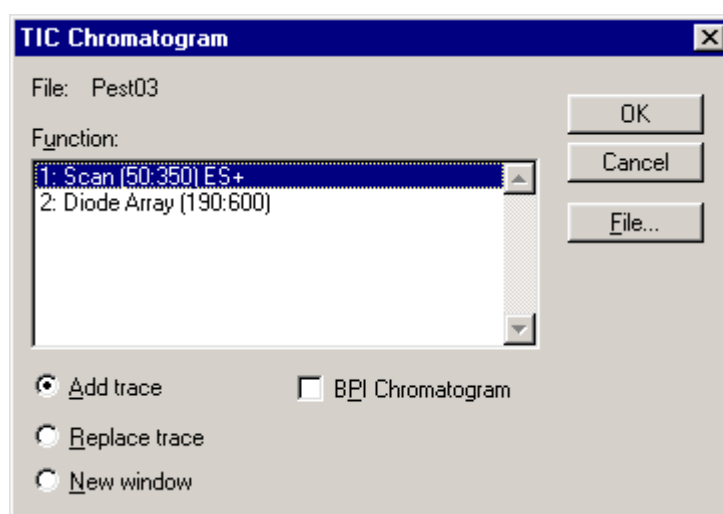 TIC Chromatogram
File: Pest03
Function:
1: Scan (50:350) ES+
2: Diode Array (190:600)
OK
Cancel
File...
Add trace
BPI Chromatogram
Replace trace
New window